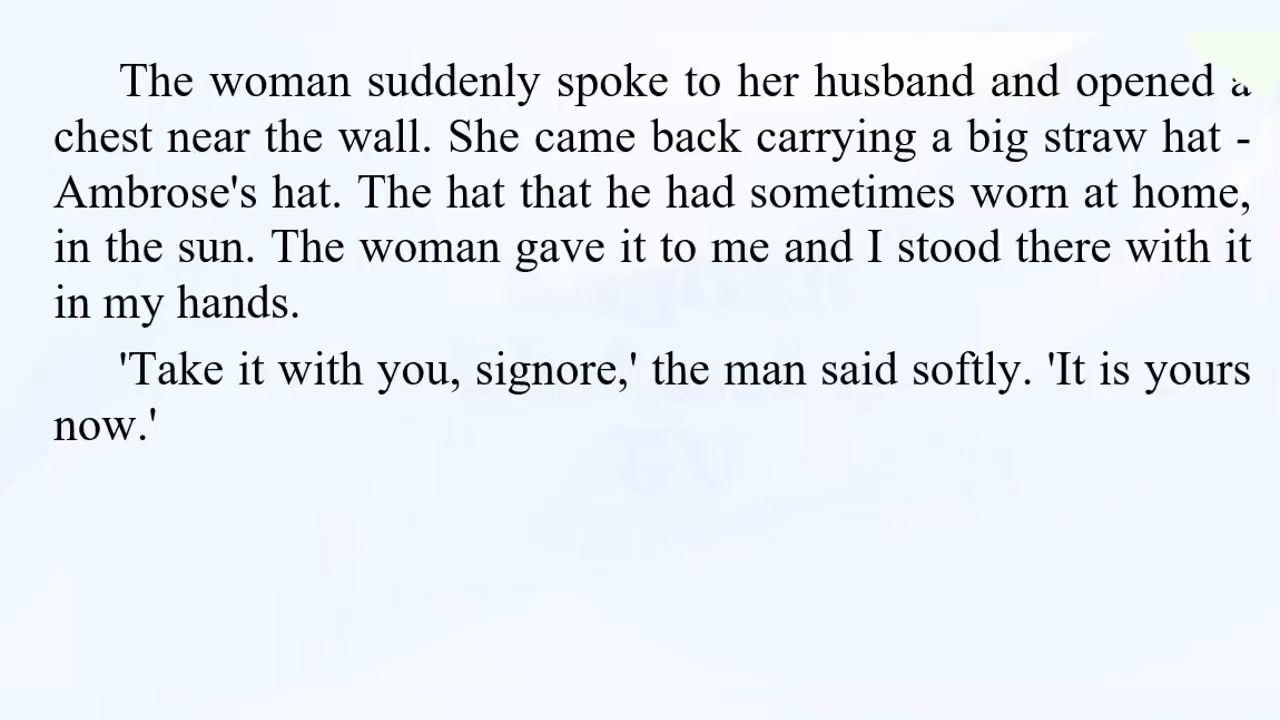 The woman suddenly spoke to her husband and opened a
chest near the wall. She came back carrying a big straw hat -
Ambrose's hat. The hat that he had sometimes worn at home,
in the sun. The woman gave it to me and I stood there with it
in my hands.
'Take it with you, signore,' the man said softly. 'It is yours
now.'